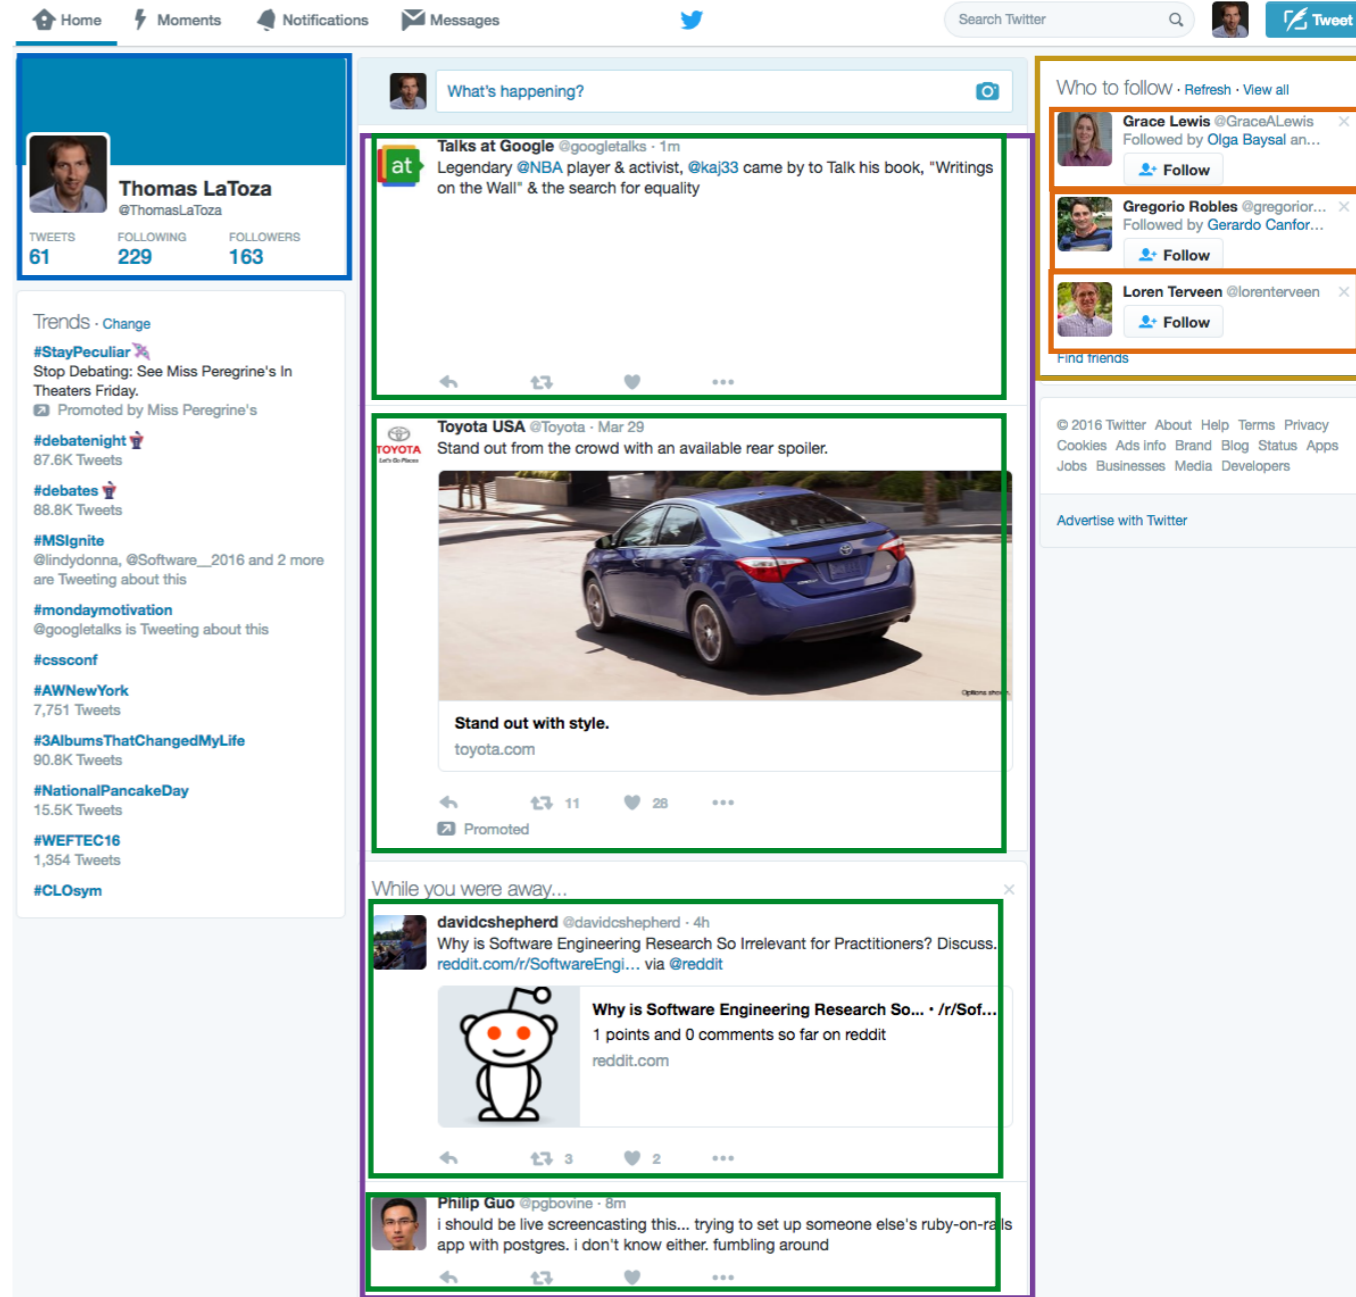 Home Moments Notifications Messages Search Twitter Tweet
Thomas LaToza
@ThomasLaToza
TWEETS FOLLOWING FOLLOWERS
61 229 163
Trends · Change
#StayPeculiar
Stop Debating: See Miss Peregrine's In
Theaters Friday.
Promoted by Miss Peregrine's
#debatenight
87.6K Tweets
#debates
88.8K Tweets
#MSIgnite
@lindydonna, @Software__2016 and 2 more
are Tweeting about this
#mondaymotivation
@googletalks is Tweeting about this
#cssconf
#AWNewYork
7,751 Tweets
#3AlbumsThatChangedMyLife
90.8K Tweets
#NationalPancakeDay
15.5K Tweets
#WEFTEC16
1,354 Tweets
#CLOsym
What's happening?
at
Talks at Google @googletalks · 1m
Legendary @NBA player & activist, @kaj33 came by to Talk his book, "Writings
on the Wall" & the search for equality
TOYOTA
Let's Go Places
Toyota USA @Toyota · Mar 29
Stand out from the crowd with an available rear spoiler.
Options shown.
Stand out with style.
toyota.com
11 26
Promoted
While you were away...
davidcshepherd @davidcshepherd · 4h
Why is Software Engineering Research So Irrelevant for Practitioners? Discuss.
reddit.com/r/SoftwareEngi... via @reddit
Why is Software Engineering Research So... · /r/Sof...
1 points and 0 comments so far on reddit
reddit.com
3 2
Philip Guo @pgbovine · 8m
i should be live screencasting this... trying to set up someone else's ruby-on-rails
app with postgres. i don't know either. fumbling around
Who to follow · Refresh · View all
Grace Lewis @GraceALewis
Followed by Olga Baysal an...
Follow
Gregorio Robles @gregorior...
Followed by Gerardo Canfor...
Follow
Loren Terveen @lorenterveen
Follow
Find friends
© 2016 Twitter About Help Terms Privacy
Cookies Ads info Brand Blog Status Apps
Jobs Businesses Media Developers
Advertise with Twitter